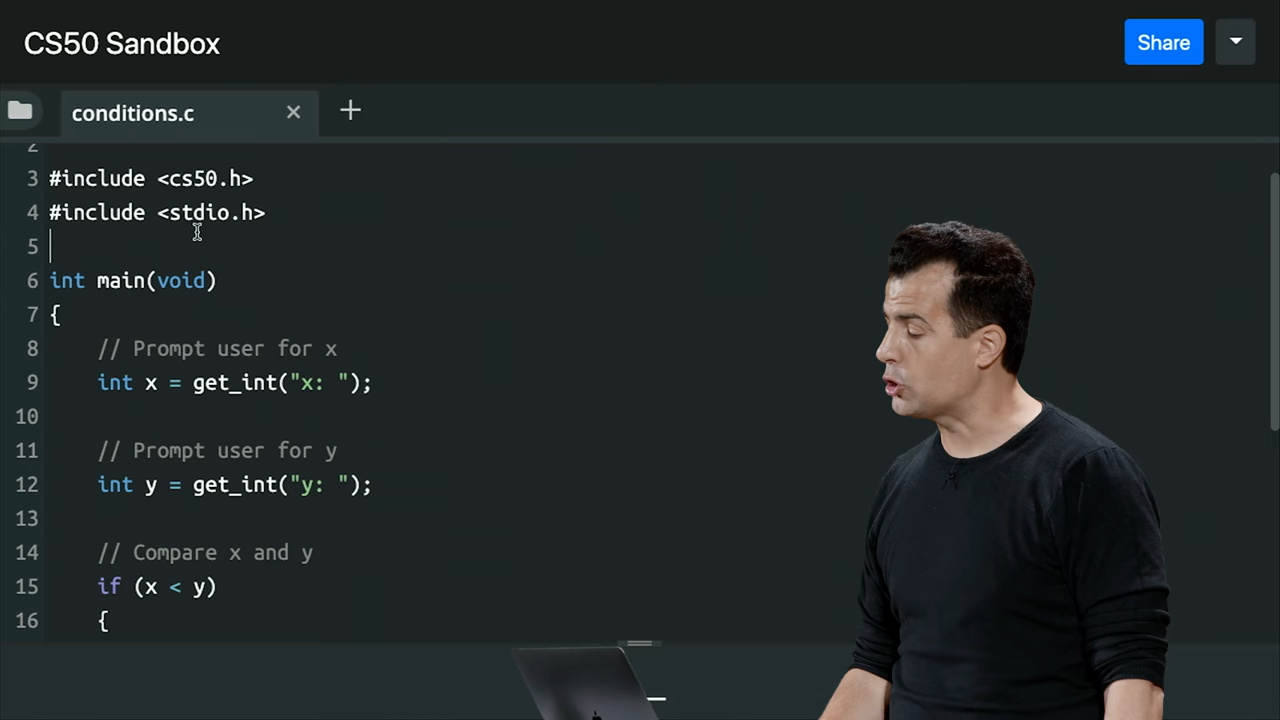 CS50 Sandbox
Share
conditions.c
2
3 #include <cs50.h>
4 #include <stdio.h>
5
6 int main(void)
7 {
8     // Prompt user for x
9     int x = get_int("x: ");
10
11     // Prompt user for y
12     int y = get_int("y: ");
13
14     // Compare x and y
15     if (x < y)
16     {